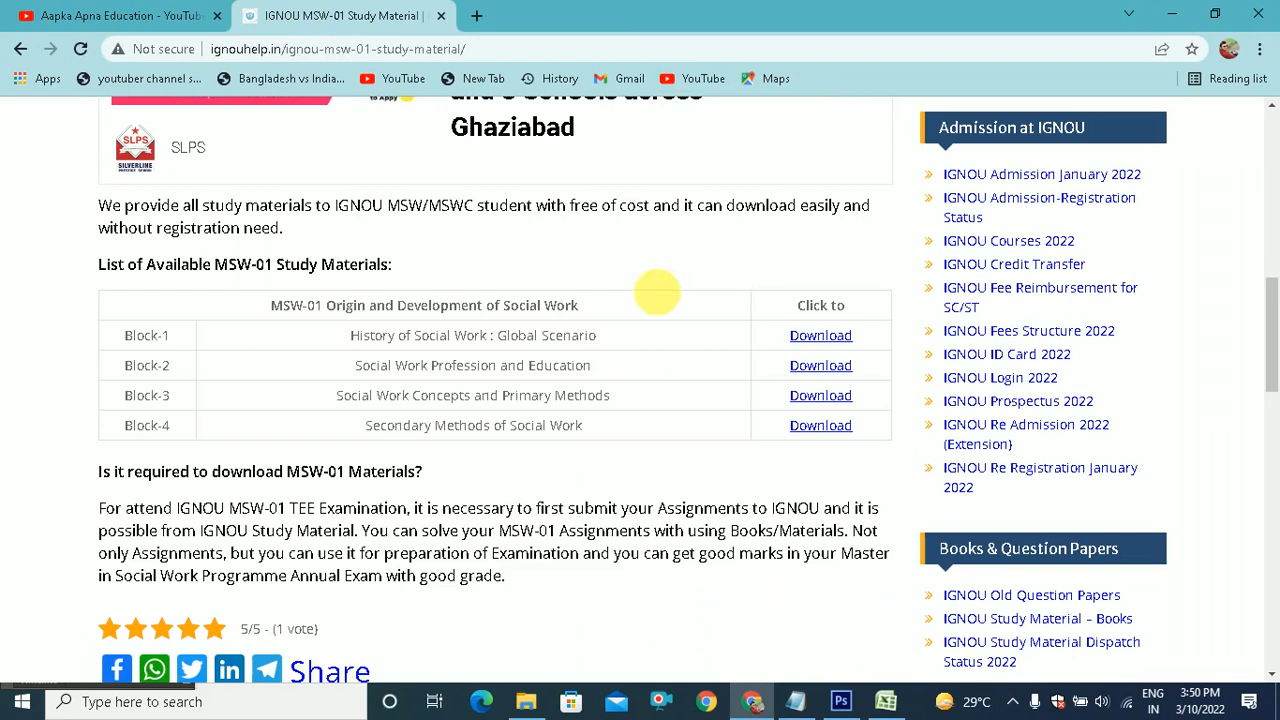 Aapka Apna Education - YouTub
IGNOU MSW-01 Study Material |
Not secure
ignouhelp.in/ignou-msw-01-study-material/
Apps
youtuber channel s...
Bangladesh vs India...
YouTube
New Tab
History
Gmail
YouTube
Maps
Reading list
to Apply
Ghaziabad
SLPS
SLPS
SILVERLINE
We provide all study materials to IGNOU MSW/MSWC student with free of cost and it can download easily and
without registration need.
List of Available MSW-01 Study Materials:
MSW-01 Origin and Development of Social Work
Click to
Block-1
History of Social Work : Global Scenario
Download
Block-2
Social Work Profession and Education
Download
Block-3
Social Work Concepts and Primary Methods
Download
Block-4
Secondary Methods of Social Work
Download
Is it required to download MSW-01 Materials?
For attend IGNOU MSW-01 TEE Examination, it is necessary to first submit your Assignments to IGNOU and it is
possible from IGNOU Study Material. You can solve your MSW-01 Assignments with using Books/Materials. Not
only Assignments, but you can use it for preparation of Examination and you can get good marks in your Master
in Social Work Programme Annual Exam with good grade.
5/5 - (1 vote)
Share
Admission at IGNOU
IGNOU Admission January 2022
IGNOU Admission-Registration
Status
IGNOU Courses 2022
IGNOU Credit Transfer
IGNOU Fee Reimbursement for
SC/ST
IGNOU Fees Structure 2022
IGNOU ID Card 2022
IGNOU Login 2022
IGNOU Prospectus 2022
IGNOU Re Admission 2022
(Extension)
IGNOU Re Registration January
2022
Books & Question Papers
IGNOU Old Question Papers
IGNOU Study Material – Books
IGNOU Study Material Dispatch
Status 2022
Type here to search
29°C
ENG
IN
3:50 PM
3/10/2022